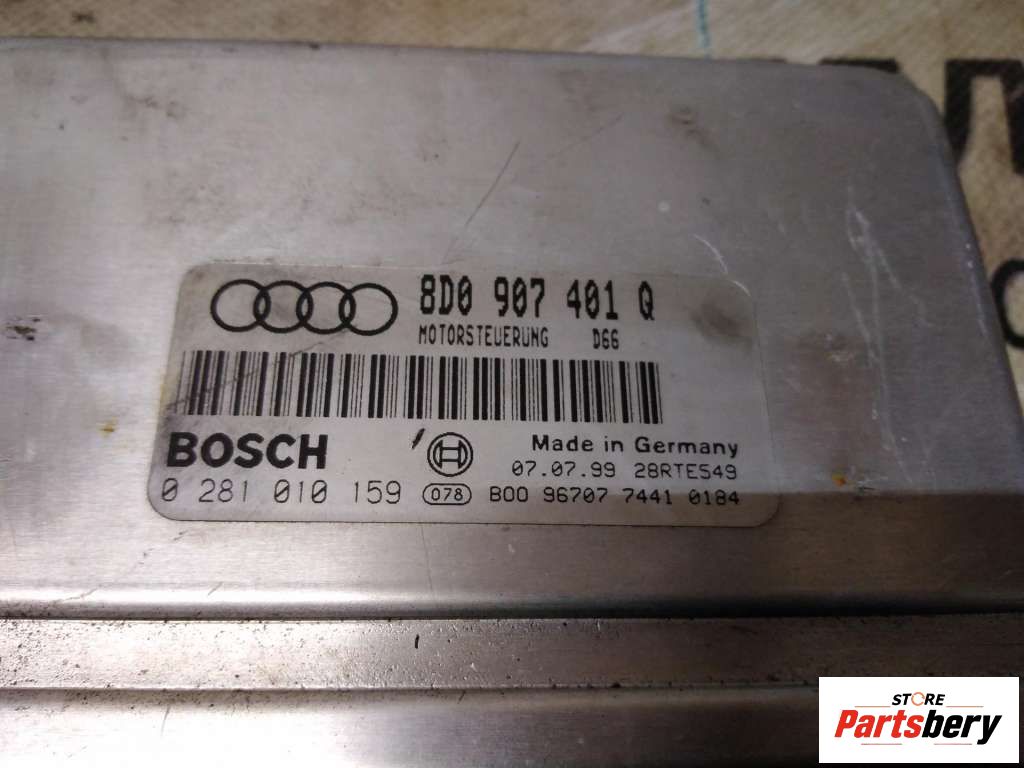 8D0 907 401 Q
MOTORSTEUERUNG D66
BOSCH
Made in Germany
07.07.99 28RTES49
0 281 010 159 078 B00 96707 7441 0184
STORE
Partsbery